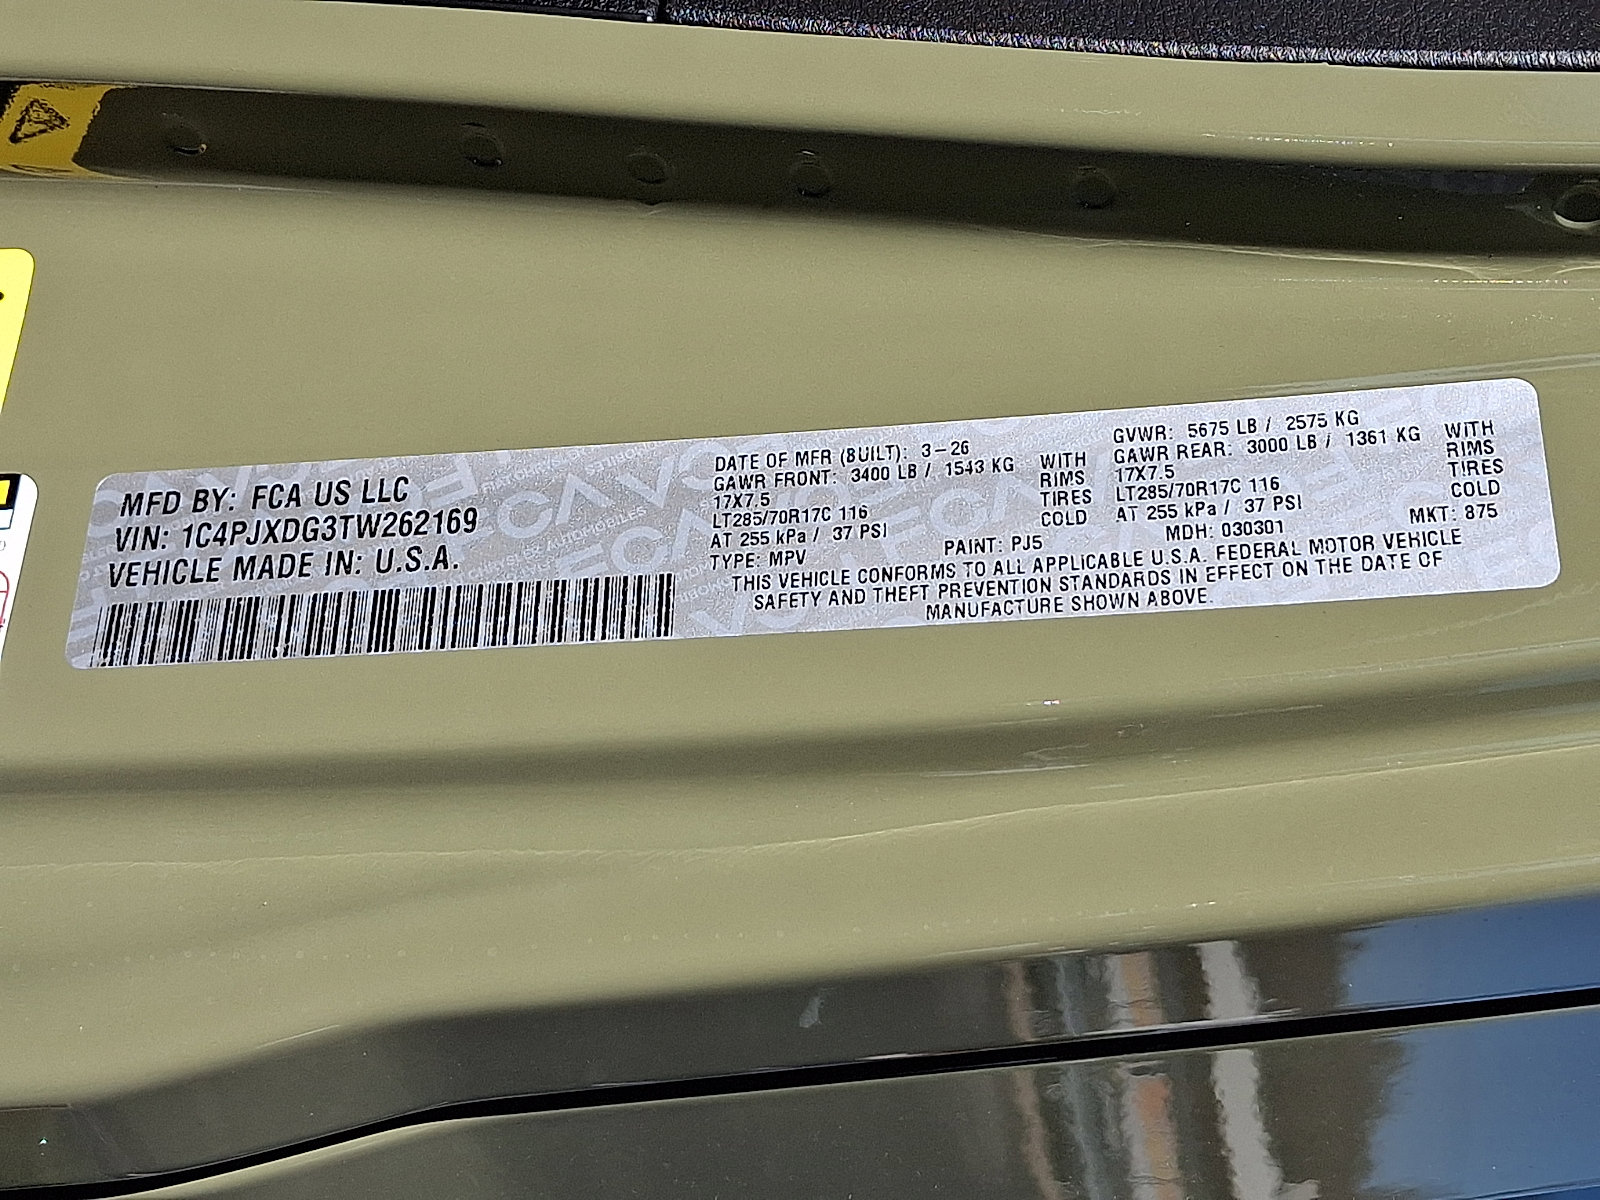 MFD BY: FCA US LLC
VIN: 1C4PJXDG3TW262169
VEHICLE MADE IN: U.S.A.
DATE OF MFR (BUILT): 3-26
GAWR FRONT: 3400 LB / 1543 KG WITH
17X7.5 RIMS
LT285/70R17C 116 TIRES
AT 255 kPa / 37 PSI COLD
TYPE: MPV
GVWR: 5675 LB / 2575 KG
GAWR REAR: 3000 LB / 1361 KG WITH
17X7.5 RIMS
LT285/70R17C 116 TIRES
AT 255 kPa / 37 PSI COLD
PAINT: PJ5 MDH: 030301 MKT: 875
THIS VEHICLE CONFORMS TO ALL APPLICABLE U.S.A. FEDERAL MOTOR VEHICLE
SAFETY AND THEFT PREVENTION STANDARDS IN EFFECT ON THE DATE OF
MANUFACTURE SHOWN ABOVE.